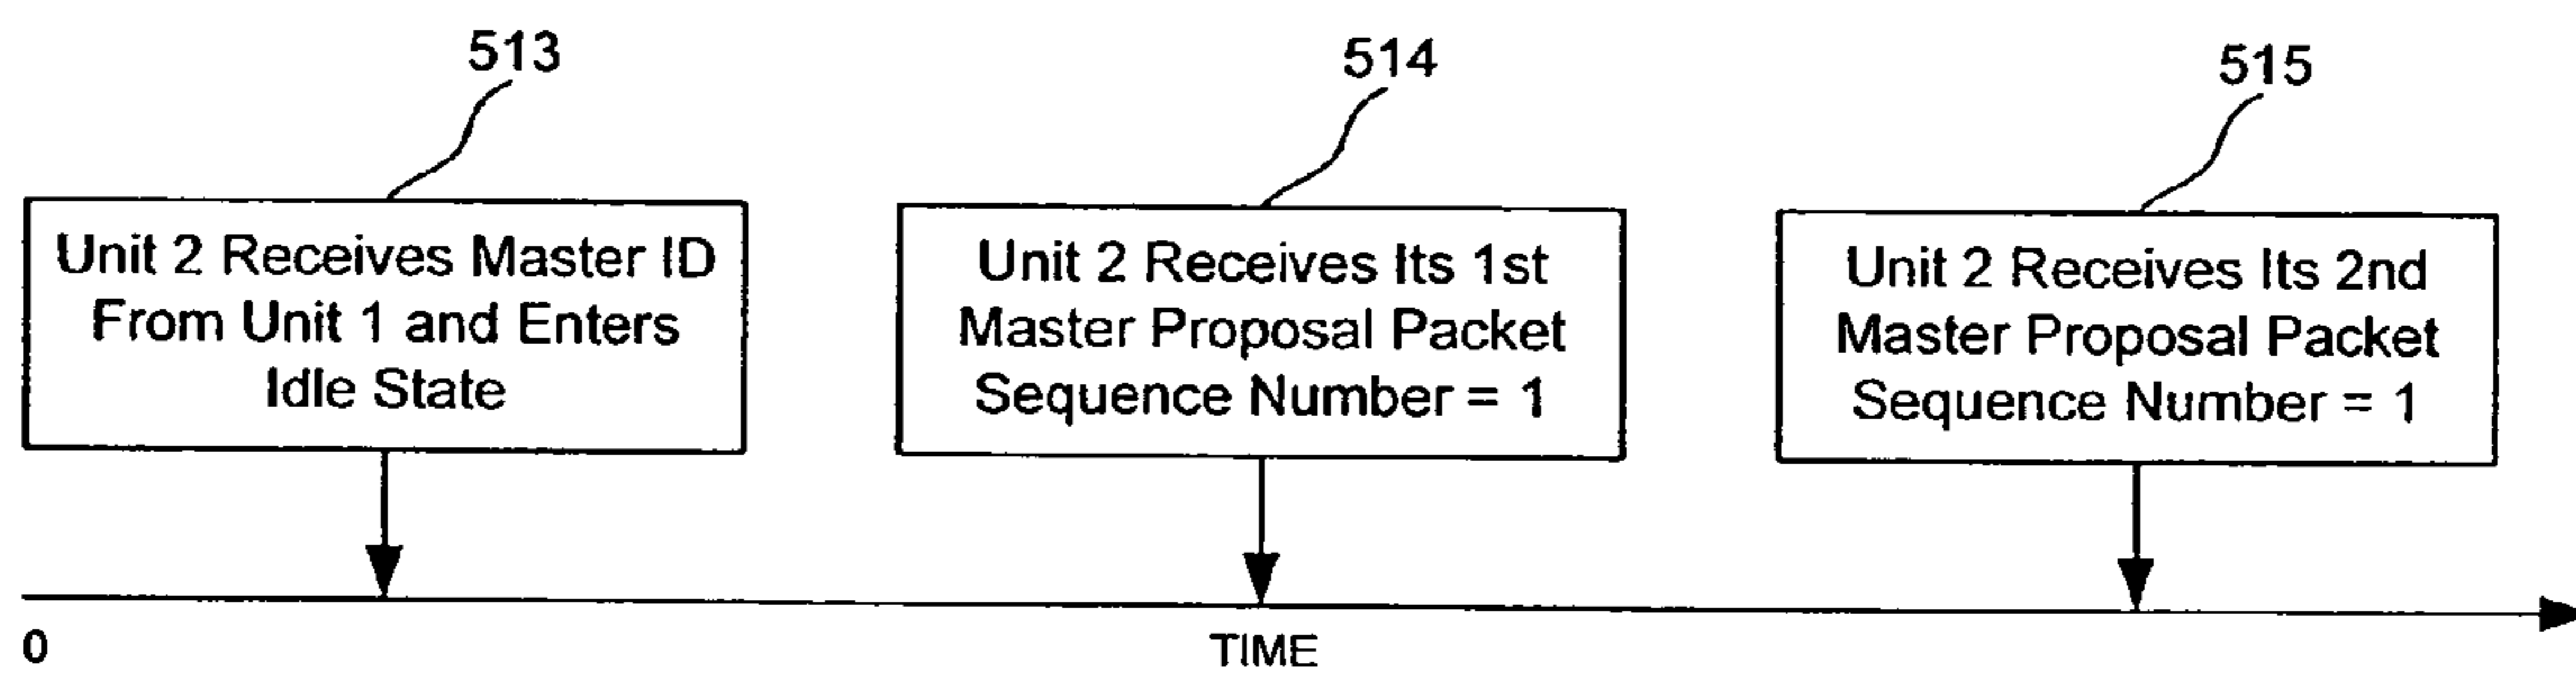 513
514
515
Unit 2 Receives Master ID
From Unit 1 and Enters
Idle State
Unit 2 Receives Its 1st
Master Proposal Packet
Sequence Number = 1
Unit 2 Receives Its 2nd
Master Proposal Packet
Sequence Number = 1
0
TIME